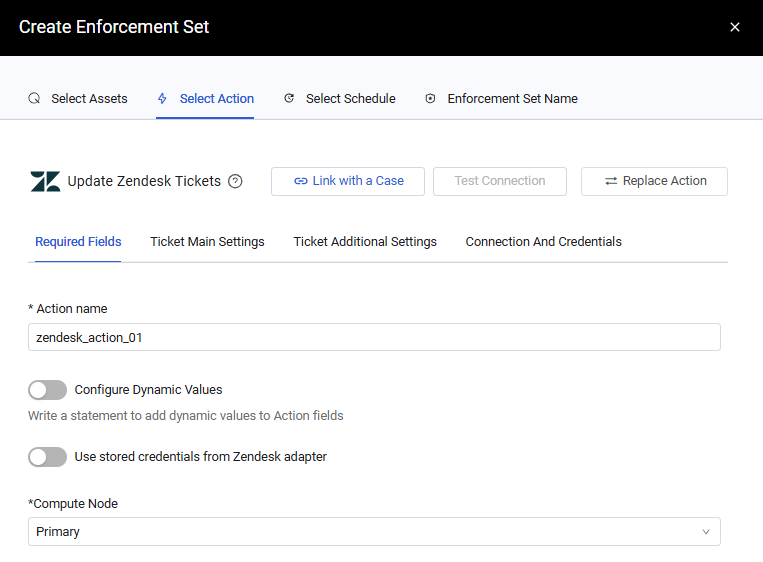 Create Enforcement Set
Select Assets Select Action Select Schedule Enforcement Set Name
Update Zendesk Tickets Link with a Case Test Connection Replace Action
Required Fields Ticket Main Settings Ticket Additional Settings Connection And Credentials
* Action name
zendesk_action_01
Configure Dynamic Values
Write a statement to add dynamic values to Action fields
Use stored credentials from Zendesk adapter
*Compute Node
Primary